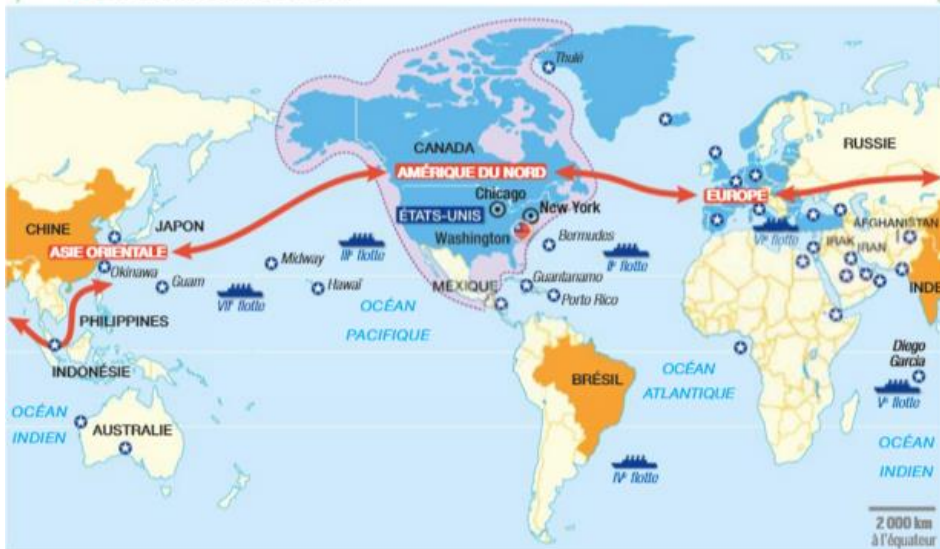 Thulé
RUSSIE
CANADA
AMÉRIQUE DU NORD
EUROPE
Chicago
New York
ÉTATS-UNIS
Washington
CHINE
JAPON
ASIE ORIENTALE
Okinawa
Guam
Midway
Hawaï
IIIᵉ flotte
VIIᵉ flotte
Bermudes
IIᵉ flotte
MEXIQUE
Guantanamo
Porto Rico
VIᵉ flotte
AFGHANISTAN
IRAK
IRAN
INDE
OCÉAN
PACIFIQUE
PHILIPPINES
INDONÉSIE
BRÉSIL
OCÉAN
ATLANTIQUE
Diego
Garcia
Vᵉ flotte
OCÉAN
INDIEN
AUSTRALIE
IVᵉ flotte
OCÉAN
INDIEN
2 000 km
à l'équateur